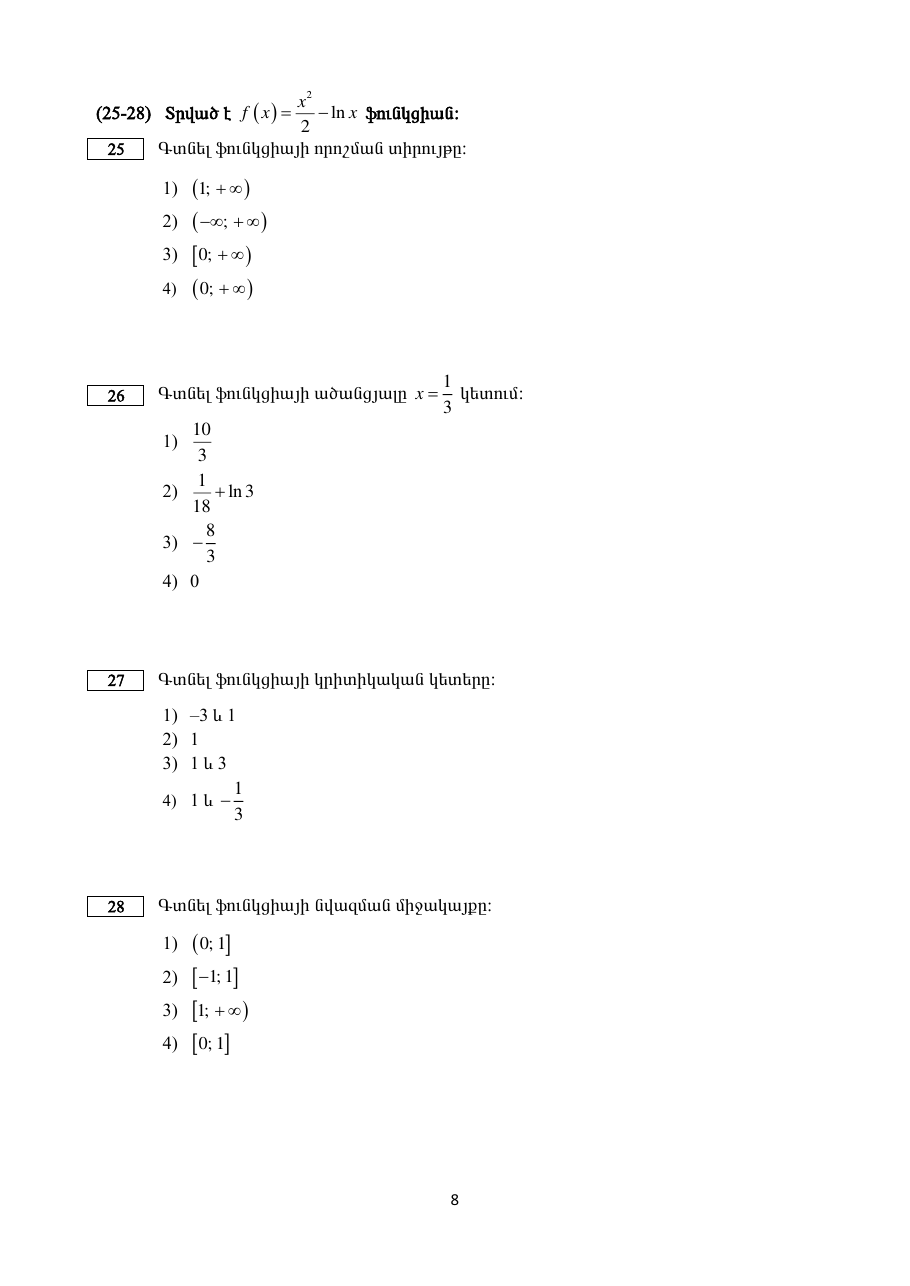 (25-28) Տրված է f(x) = x²/2 − ln x ֆունկցիան:
25 Գտնել ֆունկցիայի որոշման տիրույթը:
1) (1; +∞)
2) (−∞; +∞)
3) [0; +∞)
4) (0; +∞)
26 Գտնել ֆունկցիայի ածանցյալը x = 1/3 կետում:
1) 10/3
2) 1/18 + ln 3
3) −8/3
4) 0
27 Գտնել ֆունկցիայի կրիտիկական կետերը:
1) –3 և 1
2) 1
3) 1 և 3
4) 1 և −1/3
28 Գտնել ֆունկցիայի նվազման միջակայքը:
1) (0; 1]
2) [−1; 1]
3) [1; +∞)
4) [0; 1]
8